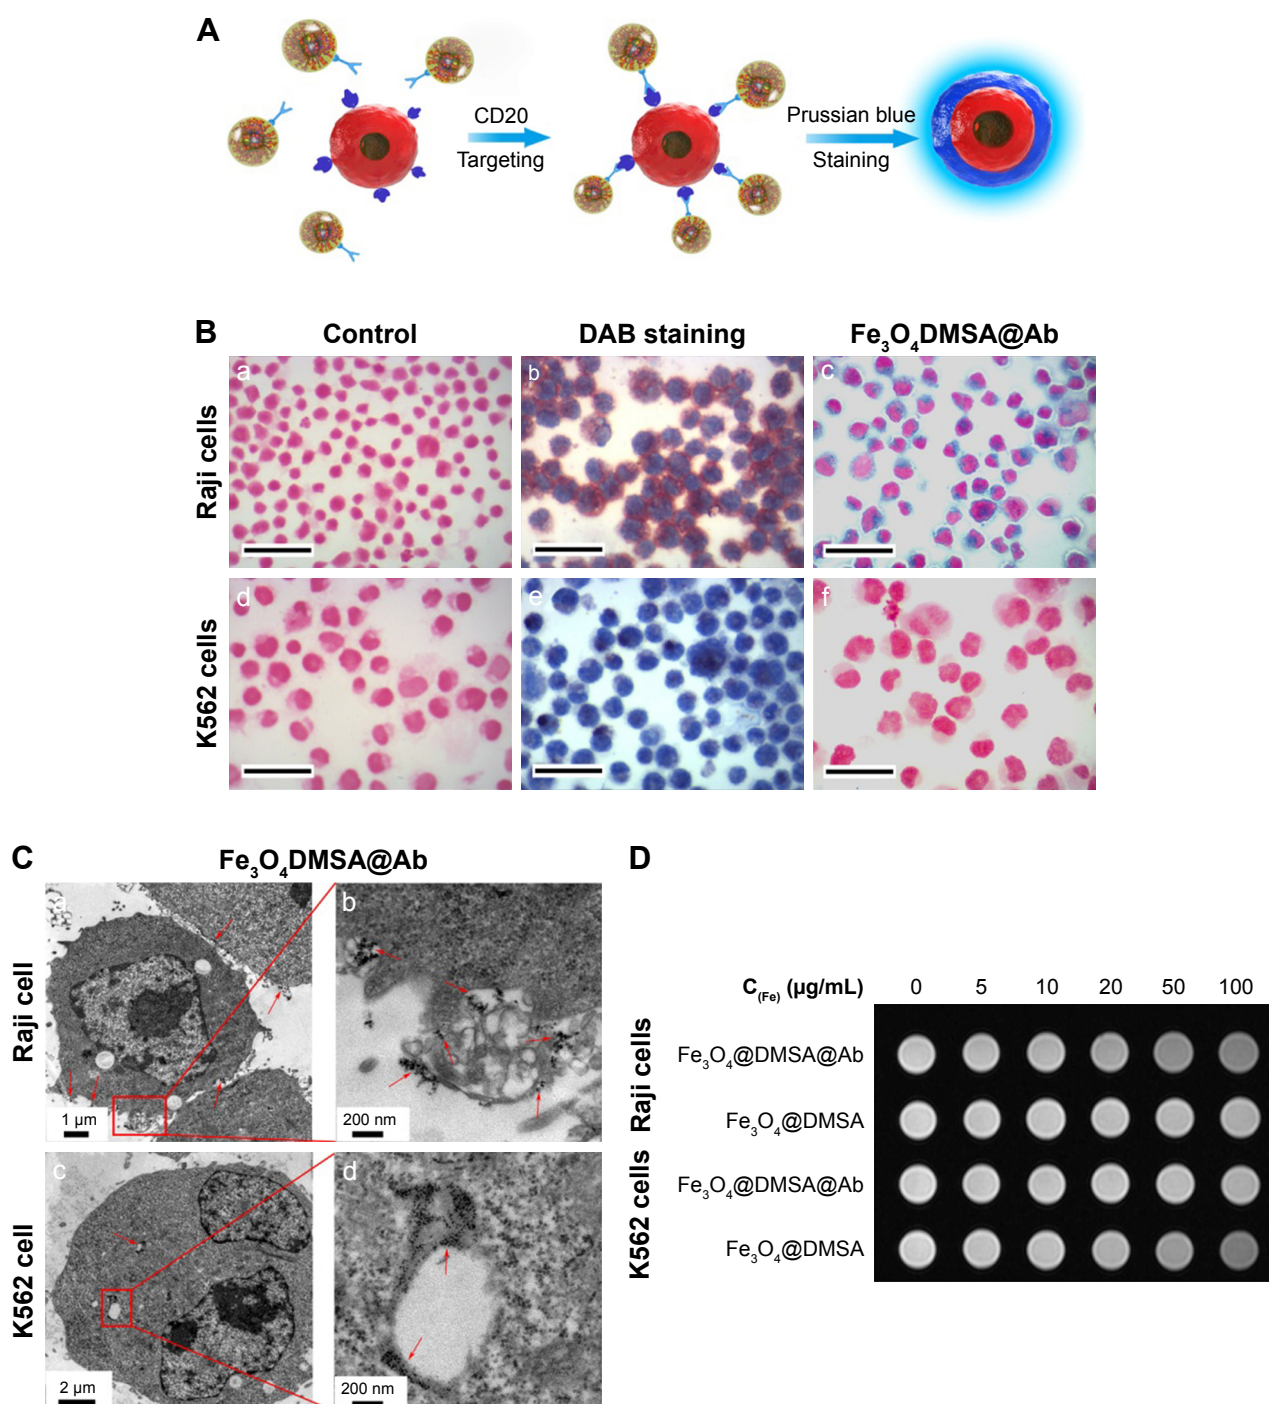 A
CD20
Targeting
Prussian blue
Staining
B
Control
DAB staining
Fe₃O₄DMSA@Ab
Raji cells
a
b
c
K562 cells
d
e
f
C
Fe₃O₄DMSA@Ab
Raji cell
a
1 µm
b
200 nm
K562 cell
c
2 µm
d
200 nm
D
C(Fe) (µg/mL) 0 5 10 20 50 100
Raji cells
Fe₃O₄@DMSA@Ab
Fe₃O₄@DMSA
K562 cells
Fe₃O₄@DMSA@Ab
Fe₃O₄@DMSA